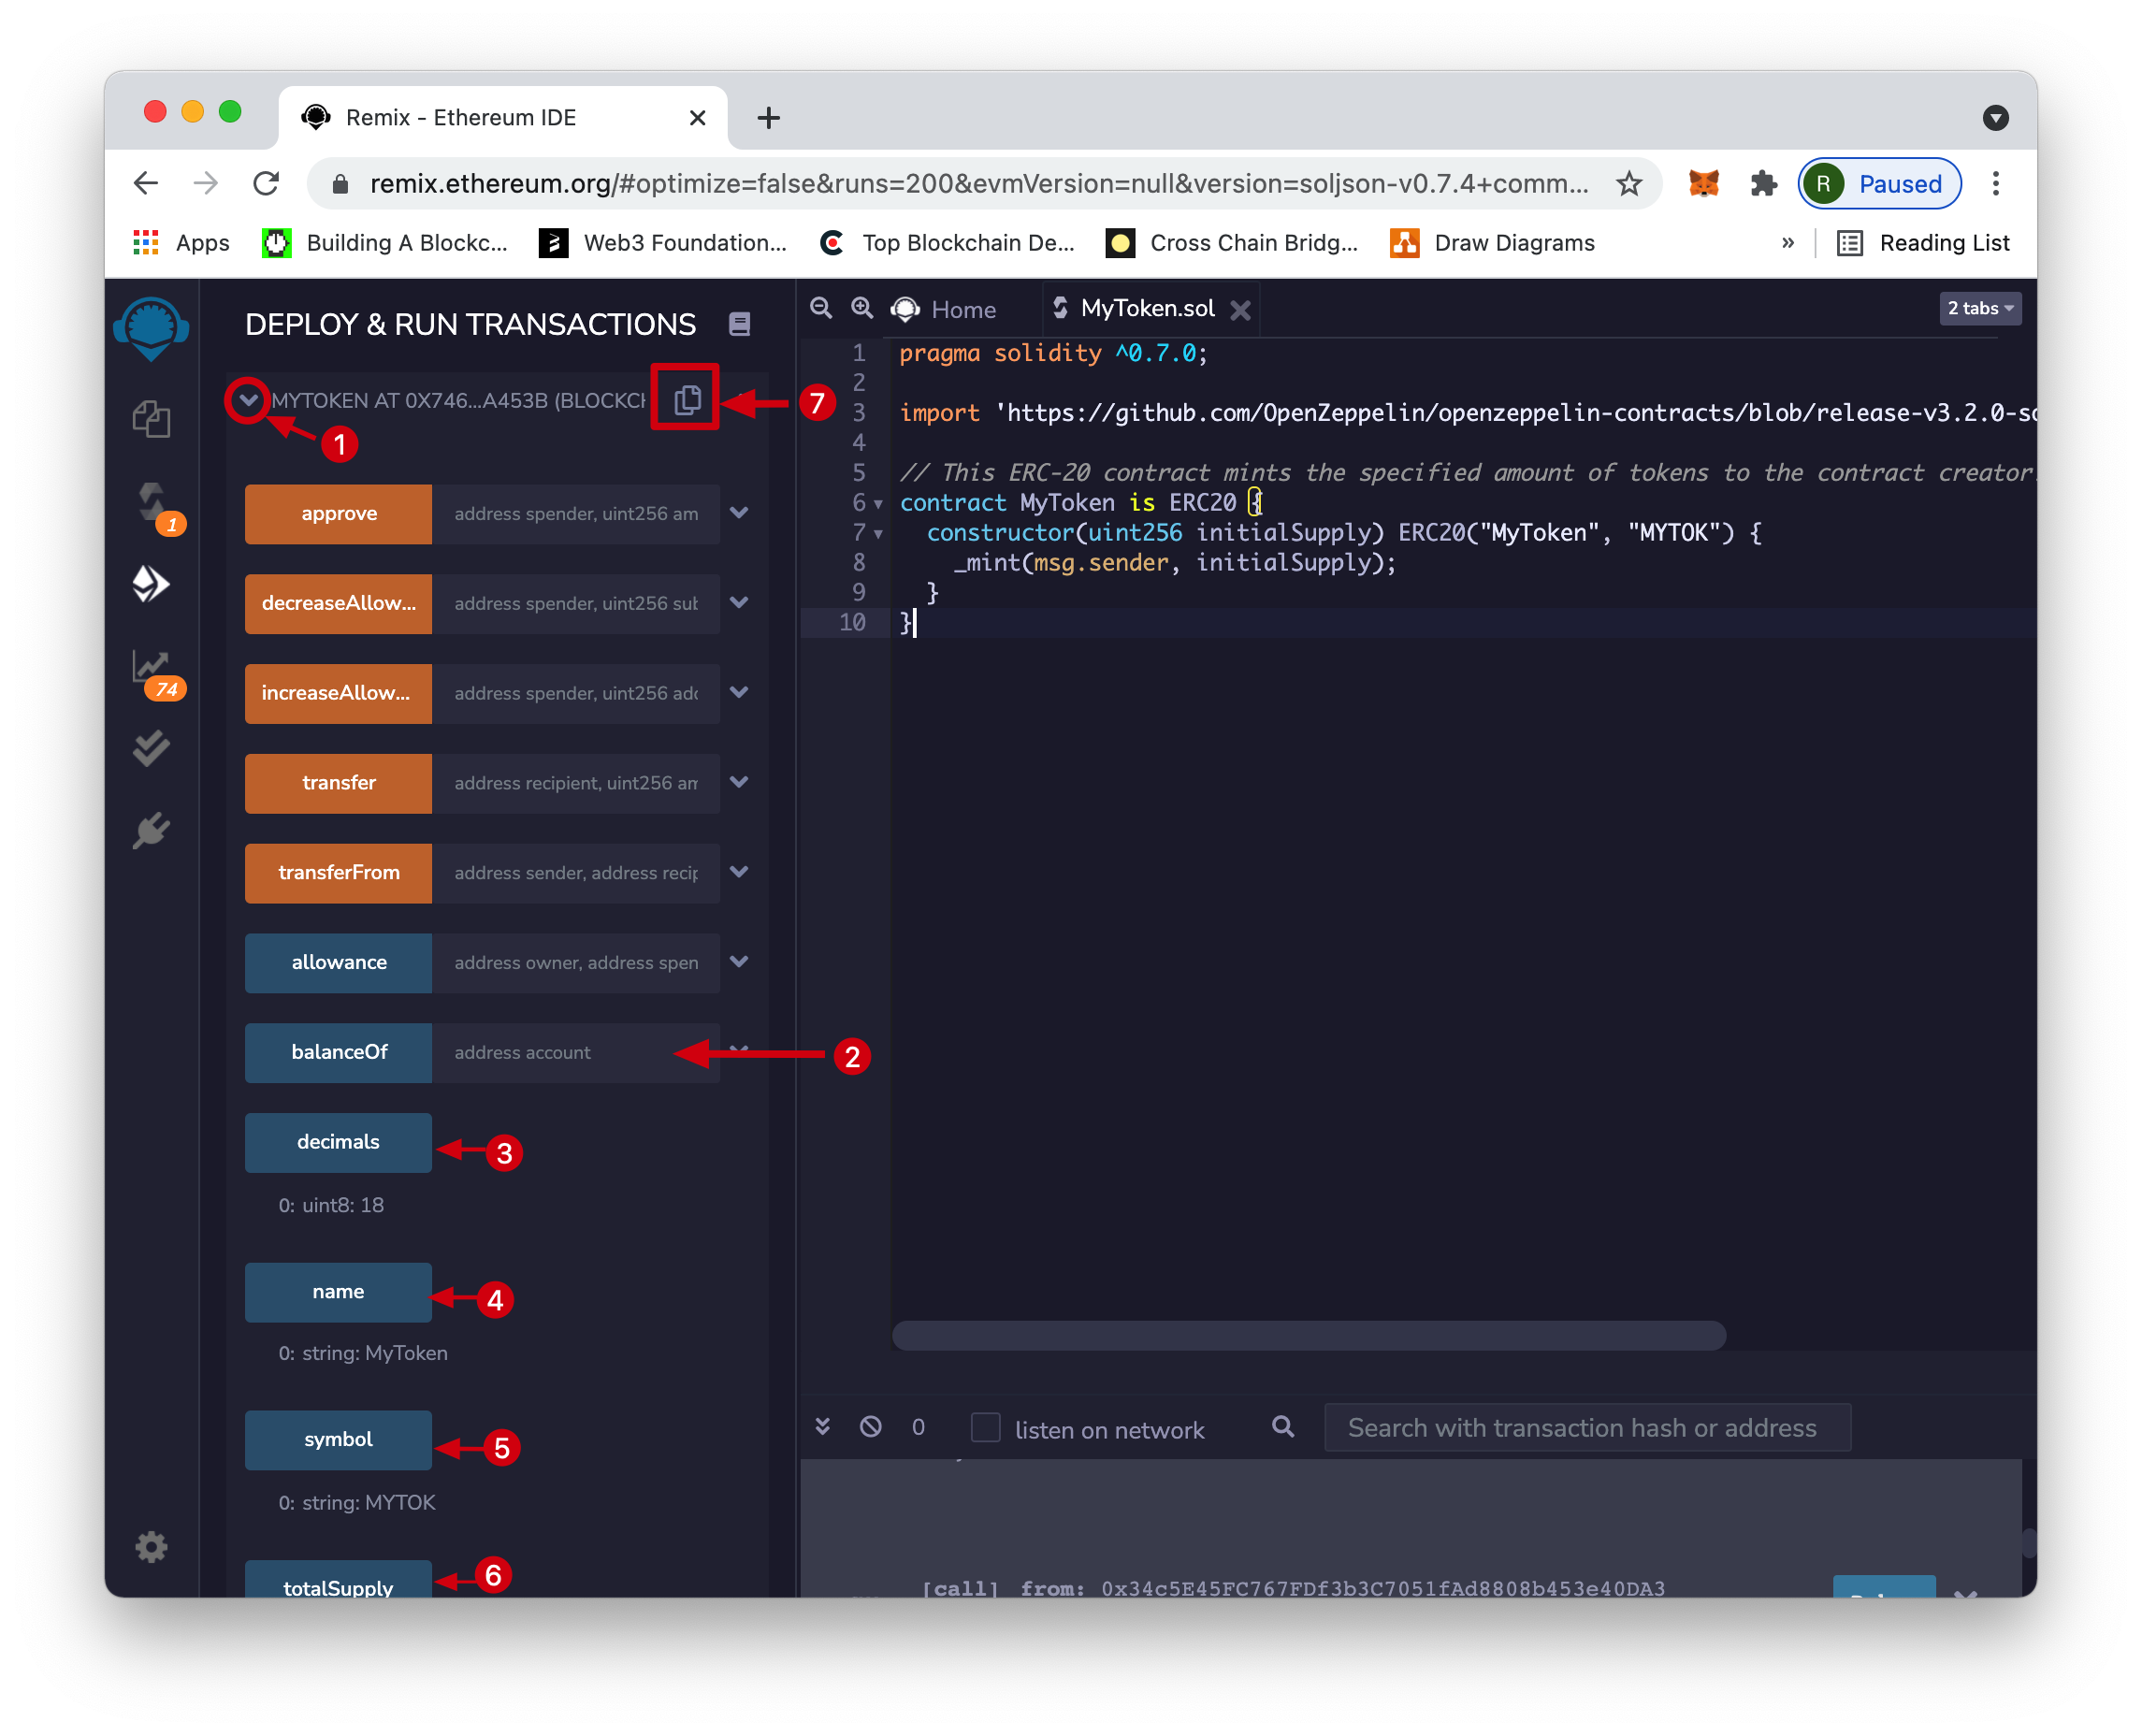 Remix - Ethereum IDE
remix.ethereum.org/#optimize=false&runs=200&evmVersion=null&version=soljson-v0.7.4+comm...
R Paused
Apps
Building A Blockc...
Web3 Foundation...
Top Blockchain De...
Cross Chain Bridg...
Draw Diagrams
»
Reading List
DEPLOY & RUN TRANSACTIONS
MYTOKEN AT 0X746...A453B (BLOCKCH
7
1
1
74
approve address spender, uint256 am
decreaseAllow... address spender, uint256 sub
increaseAllow... address spender, uint256 add
transfer address recipient, uint256 am
transferFrom address sender, address recip
allowance address owner, address spen
balanceOf address account
2
decimals
3
0: uint8: 18
name
4
0: string: MyToken
symbol
5
0: string: MYTOK
totalSupply
6
Home
MyToken.sol
2 tabs
1 pragma solidity ^0.7.0;
2
3 import 'https://github.com/OpenZeppelin/openzeppelin-contracts/blob/release-v3.2.0-so
4
5 // This ERC-20 contract mints the specified amount of tokens to the contract creator.
6 contract MyToken is ERC20 {
7 constructor(uint256 initialSupply) ERC20("MyToken", "MYTOK") {
8 _mint(msg.sender, initialSupply);
9 }
10 }
0
listen on network
Search with transaction hash or address
[call] from: 0x34c5E45FC767FDf3b3C7051fAd8808b453e40DA3